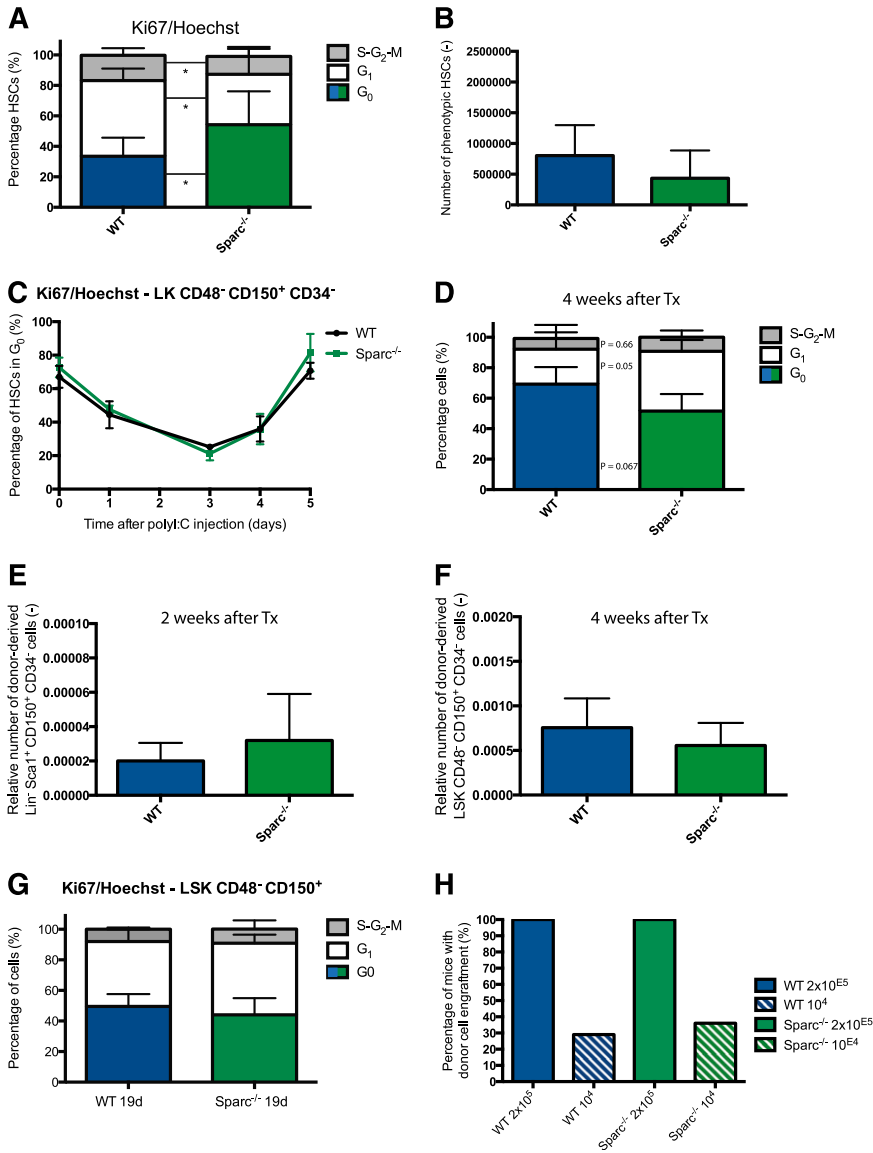 A
Ki67/Hoechst
Percentage HSCs (%)
100
80
60
40
20
0
*
*
*
WT
Sparc-/-
S-G2-M
G1
G0
B
Number of phenotypic HSCs (-)
2500000
2000000
1500000
1000000
500000
0
WT
Sparc-/-
C
Ki67/Hoechst - LK CD48- CD150+ CD34-
Percentage of HSCs in G0 (%)
100
80
60
40
20
0
0 1 2 3 4 5
Time after polyI:C injection (days)
WT
Sparc-/-
D
4 weeks after Tx
Percentage cells (%)
100
80
60
40
20
0
P = 0.66
P = 0.05
P = 0.067
WT
Sparc-/-
S-G2-M
G1
G0
E
2 weeks after Tx
Relative number of donor-derived
Lin- Sca1+ CD150+ CD34- cells (-)
0.00010
0.00006
0.00004
0.00002
0.00000
WT
Sparc-/-
F
4 weeks after Tx
Relative number of donor-derived
LSK CD48- CD150+ CD34- cells (-)
0.0020
0.0015
0.0010
0.0005
0.0000
WT
Sparc-/-
G
Ki67/Hoechst - LSK CD48- CD150+
Percentage of cells (%)
100
80
60
40
20
0
WT 19d
Sparc-/- 19d
S-G2-M
G1
G0
H
Percentage of mice with
donor cell engraftment (%)
100
90
80
70
60
50
40
30
20
10
0
WT 2x10^5
WT 10^4
Sparc-/- 2x10^5
Sparc-/- 10^4
WT 2x10^E5
WT 10^4
Sparc-/- 2x10^E5
Sparc-/- 10^E4